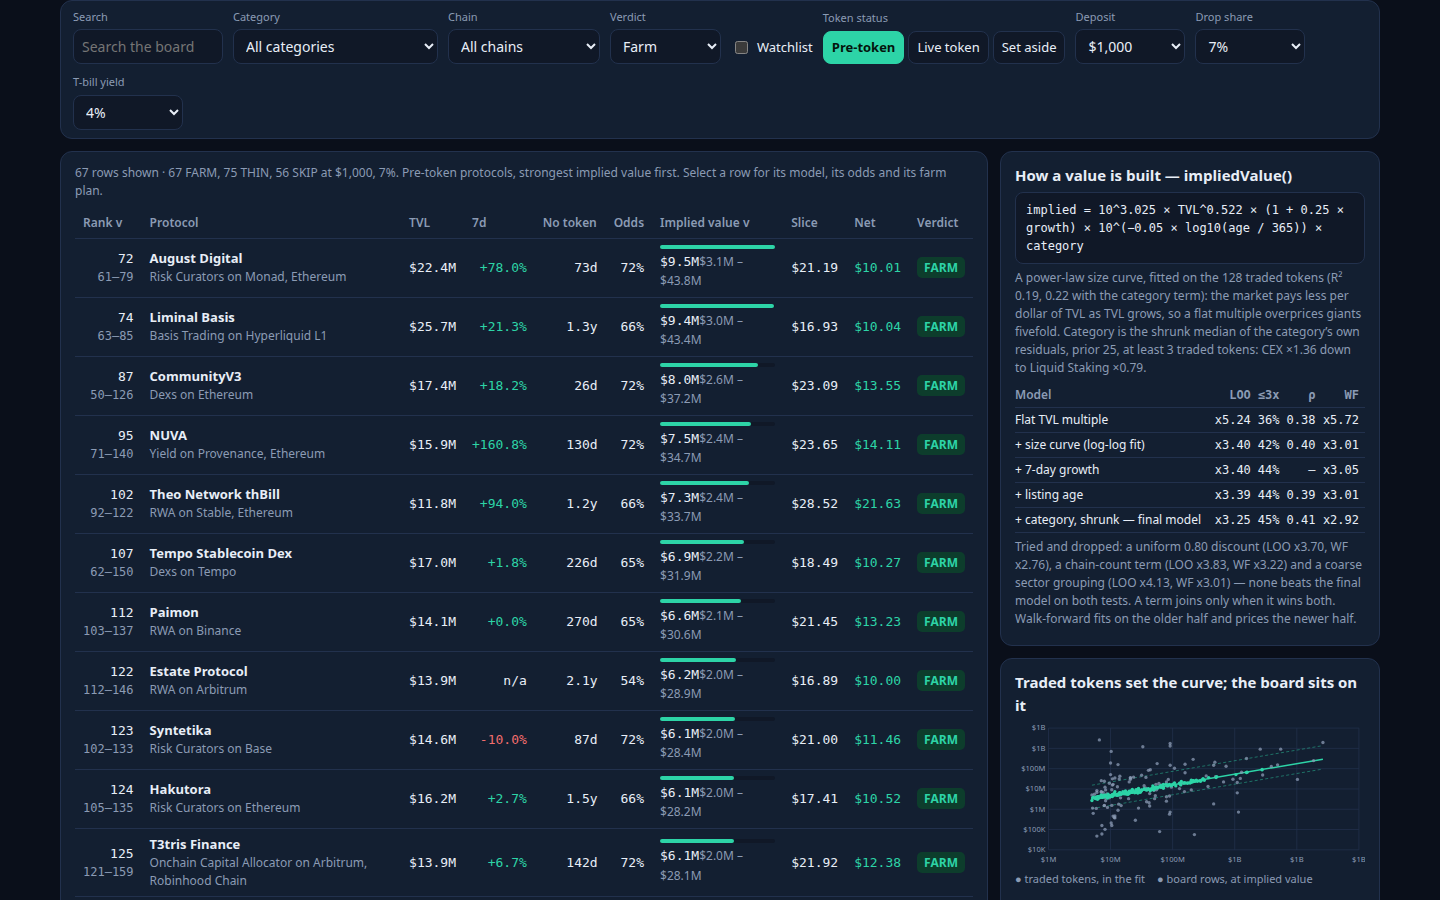 Search
Category
Chain
Verdict
Token status
Deposit
Drop share
Search the board
All categories
All chains
Farm
Watchlist
Pre-token
Live token
Set aside
$1,000
7%
T-bill yield
4%
67 rows shown · 67 FARM, 75 THIN, 56 SKIP at $1,000, 7%. Pre-token protocols, strongest implied value first. Select a row for its model, its odds and its farm
plan.
Rank v Protocol TVL 7d No token Odds Implied value v Slice Net Verdict
72 August Digital $22.4M +78.0% 73d 72% $9.5M$3.1M – $21.19 $10.01 FARM
61–79 Risk Curators on Monad, Ethereum $43.8M
74 Liminal Basis $25.7M +21.3% 1.3y 66% $9.4M$3.0M – $16.93 $10.04 FARM
63–85 Basis Trading on Hyperliquid L1 $43.4M
87 CommunityV3 $17.4M +18.2% 26d 72% $8.0M$2.6M – $23.09 $13.55 FARM
50–126 Dexs on Ethereum $37.2M
95 NUVA $15.9M +160.8% 130d 72% $7.5M$2.4M – $23.65 $14.11 FARM
71–140 Yield on Provenance, Ethereum $34.7M
102 Theo Network thBill $11.8M +94.0% 1.2y 66% $7.3M$2.4M – $28.52 $21.63 FARM
92–122 RWA on Stable, Ethereum $33.7M
107 Tempo Stablecoin Dex $17.0M +1.8% 226d 65% $6.9M$2.2M – $18.49 $10.27 FARM
62–150 Dexs on Tempo $31.9M
112 Paimon $14.1M +0.0% 270d 65% $6.6M$2.1M – $21.45 $13.23 FARM
103–137 RWA on Binance $30.6M
122 Estate Protocol $13.9M n/a 2.1y 54% $6.2M$2.0M – $16.89 $10.00 FARM
112–146 RWA on Arbitrum $28.9M
123 Syntetika $14.6M -10.0% 87d 72% $6.1M$2.0M – $21.00 $11.46 FARM
102–133 Risk Curators on Base $28.4M
124 Hakutora $16.2M +2.7% 1.5y 66% $6.1M$2.0M – $17.41 $10.52 FARM
105–135 Risk Curators on Ethereum $28.2M
125 T3tris Finance $13.9M +6.7% 142d 72% $6.1M$2.0M – $21.92 $12.38 FARM
121–159 Onchain Capital Allocator on Arbitrum, $28.1M
Robinhood Chain
How a value is built — impliedValue()
implied = 10^3.025 × TVL^0.522 × (1 + 0.25 ×
growth) × 10^(−0.05 × log10(age / 365)) ×
category
A power-law size curve, fitted on the 128 traded tokens (R²
0.19, 0.22 with the category term): the market pays less per
dollar of TVL as TVL grows, so a flat multiple overprices giants
fivefold. Category is the shrunk median of the category's own
residuals, prior 25, at least 3 traded tokens: CEX ×1.36 down
to Liquid Staking ×0.79.
Model LOO ≤3x ρ WF
Flat TVL multiple x5.24 36% 0.38 x5.72
+ size curve (log-log fit) x3.40 42% 0.40 x3.01
+ 7-day growth x3.40 44% — x3.05
+ listing age x3.39 44% 0.39 x3.01
+ category, shrunk — final model x3.25 45% 0.41 x2.92
Tried and dropped: a uniform 0.80 discount (LOO x3.70, WF
x2.76), a chain-count term (LOO x3.83, WF x3.22) and a coarse
sector grouping (LOO x4.13, WF x3.01) — none beats the final
model on both tests. A term joins only when it wins both.
Walk-forward fits on the older half and prices the newer half.
Traded tokens set the curve; the board sits on
it
$1B
$1B
$100M
$10M
$1M
$100K
$10K
$1M $10M $100M $1B $1B $1B
● traded tokens, in the fit ● board rows, at implied value